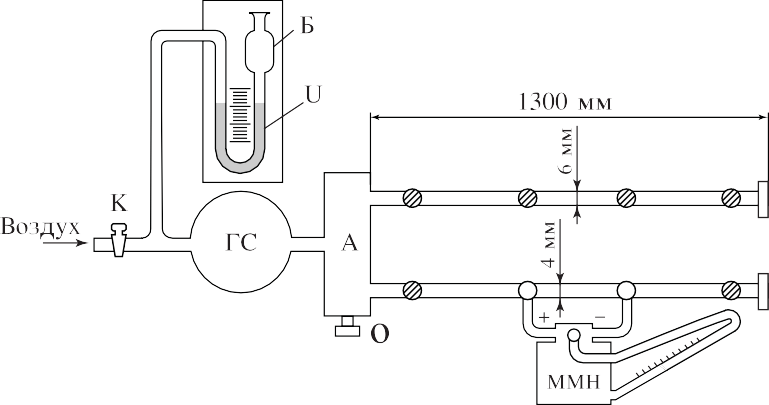 Б
U
1300 мм
6 мм
К
Воздух
ГС
А
4 мм
О
+ −
ММН